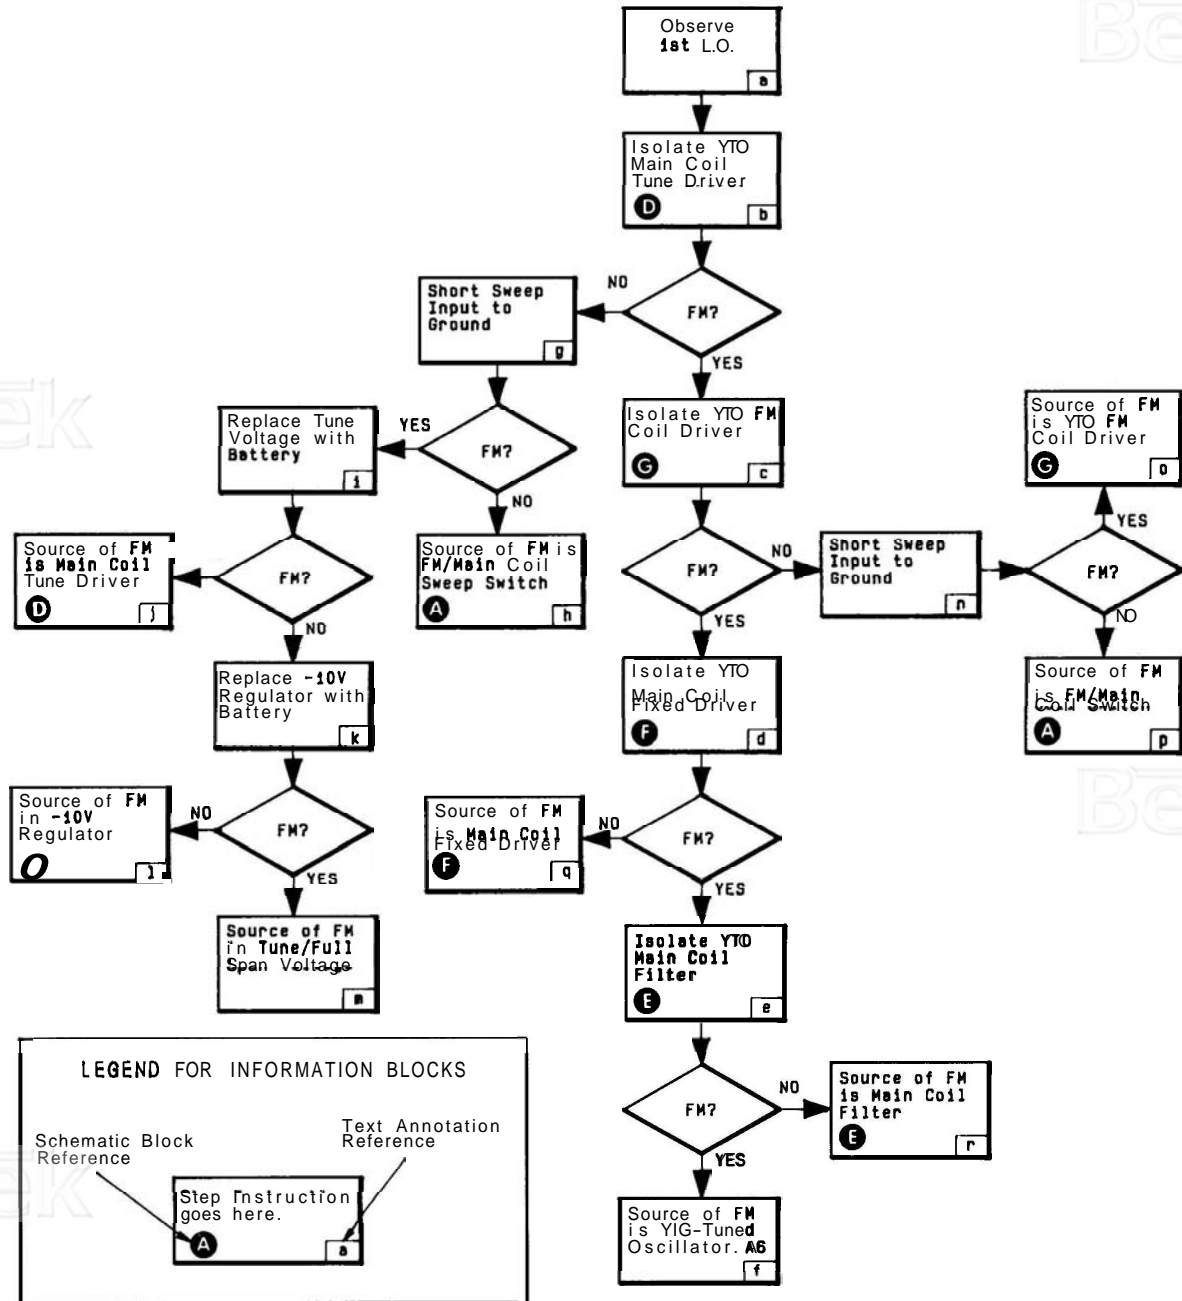 Observe
1st L.O.
a
Isolate YTO
Main Coil
Tune Driver
D
b
FM?
NO
YES
Short Sweep
Input to
Ground
g
FM?
YES
NO
Replace Tune
Voltage with
Battery
i
Source of FM is
FM/Main Coil
Sweep Switch
A
h
FM?
NO
Source of FM
is Main Coil
Tune Driver
D
j
Replace -10V
Regulator with
Battery
k
FM?
NO
YES
Source of FM
in -10V
Regulator
O
l
Source of FM
in Tune/Full
Span Voltage
m
Isolate YTO FM
Coil Driver
G
c
FM?
NO
YES
Short Sweep
Input to
Ground
n
FM?
YES
NO
Source of FM
is YTO FM
Coil Driver
G
o
Source of FM
is FM/Main
Coil Switch
A
p
Isolate YTO
Main Coil
Fixed Driver
F
d
FM?
NO
YES
Source of FM
is Main Coil
Fixed Driver
F
q
Isolate YTO
Main Coil
Filter
E
e
FM?
NO
YES
Source of FM
is Main Coil
Filter
E
r
Source of FM
is YIG-Tuned
Oscillator. A6
f
LEGEND FOR INFORMATION BLOCKS
Schematic Block
Reference
Text Annotation
Reference
Step Instruction
goes here.
A
a